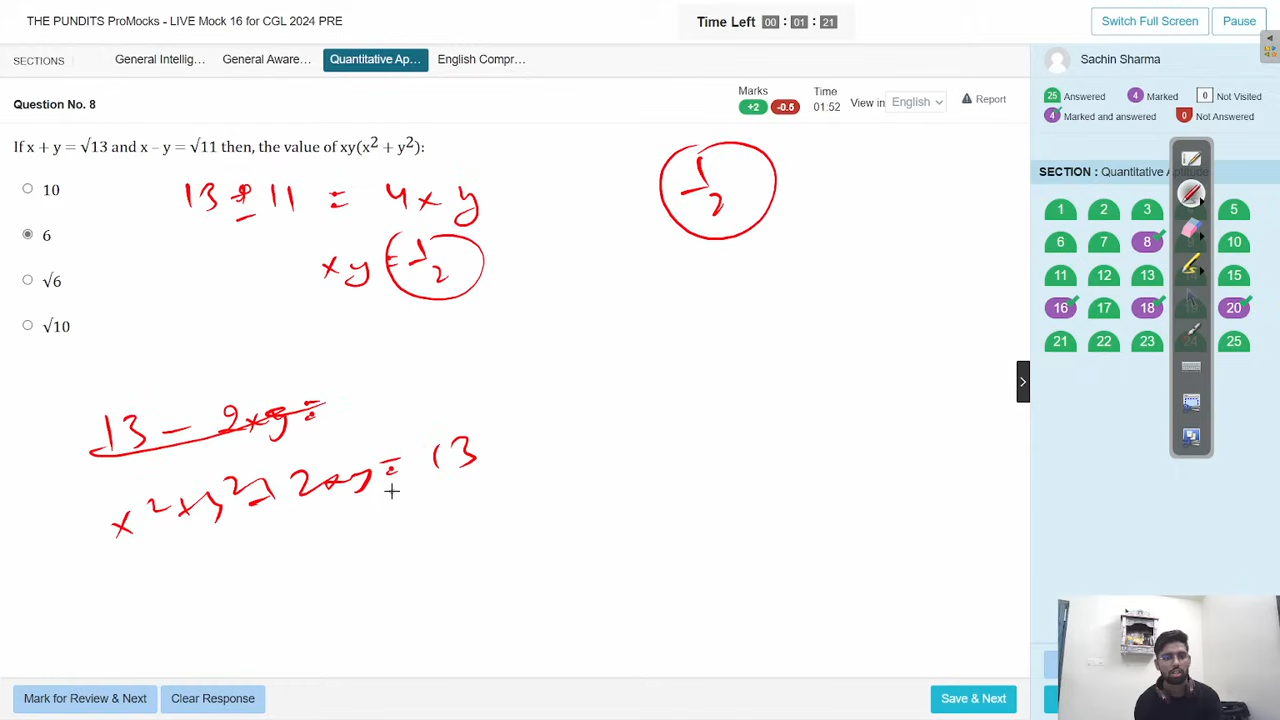 THE PUNDITS ProMocks - LIVE Mock 16 for CGL 2024 PRE
Time Left 00 : 01 : 21
Switch Full Screen
Pause
SECTIONS
General Intellig...
General Aware...
Quantitative Ap...
English Compr...
Sachin Sharma
Question No. 8
Marks
+2 -0.5
Time
01:52
View in English
Report
25 Answered
4 Marked
0 Not Visited
4 Marked and answered
0 Not Answered
If x + y = √13 and x – y = √11 then, the value of xy(x² + y²):
10
6
√6
√10
= 4xy
xy = 1/2
1/2
13 – 2xy =
= 13
SECTION : Quantitative Aptitude
1 2 3 5
6 7 8 10
11 12 13 15
16 17 18 20
21 22 23 24 25
Mark for Review & Next
Clear Response
Save & Next